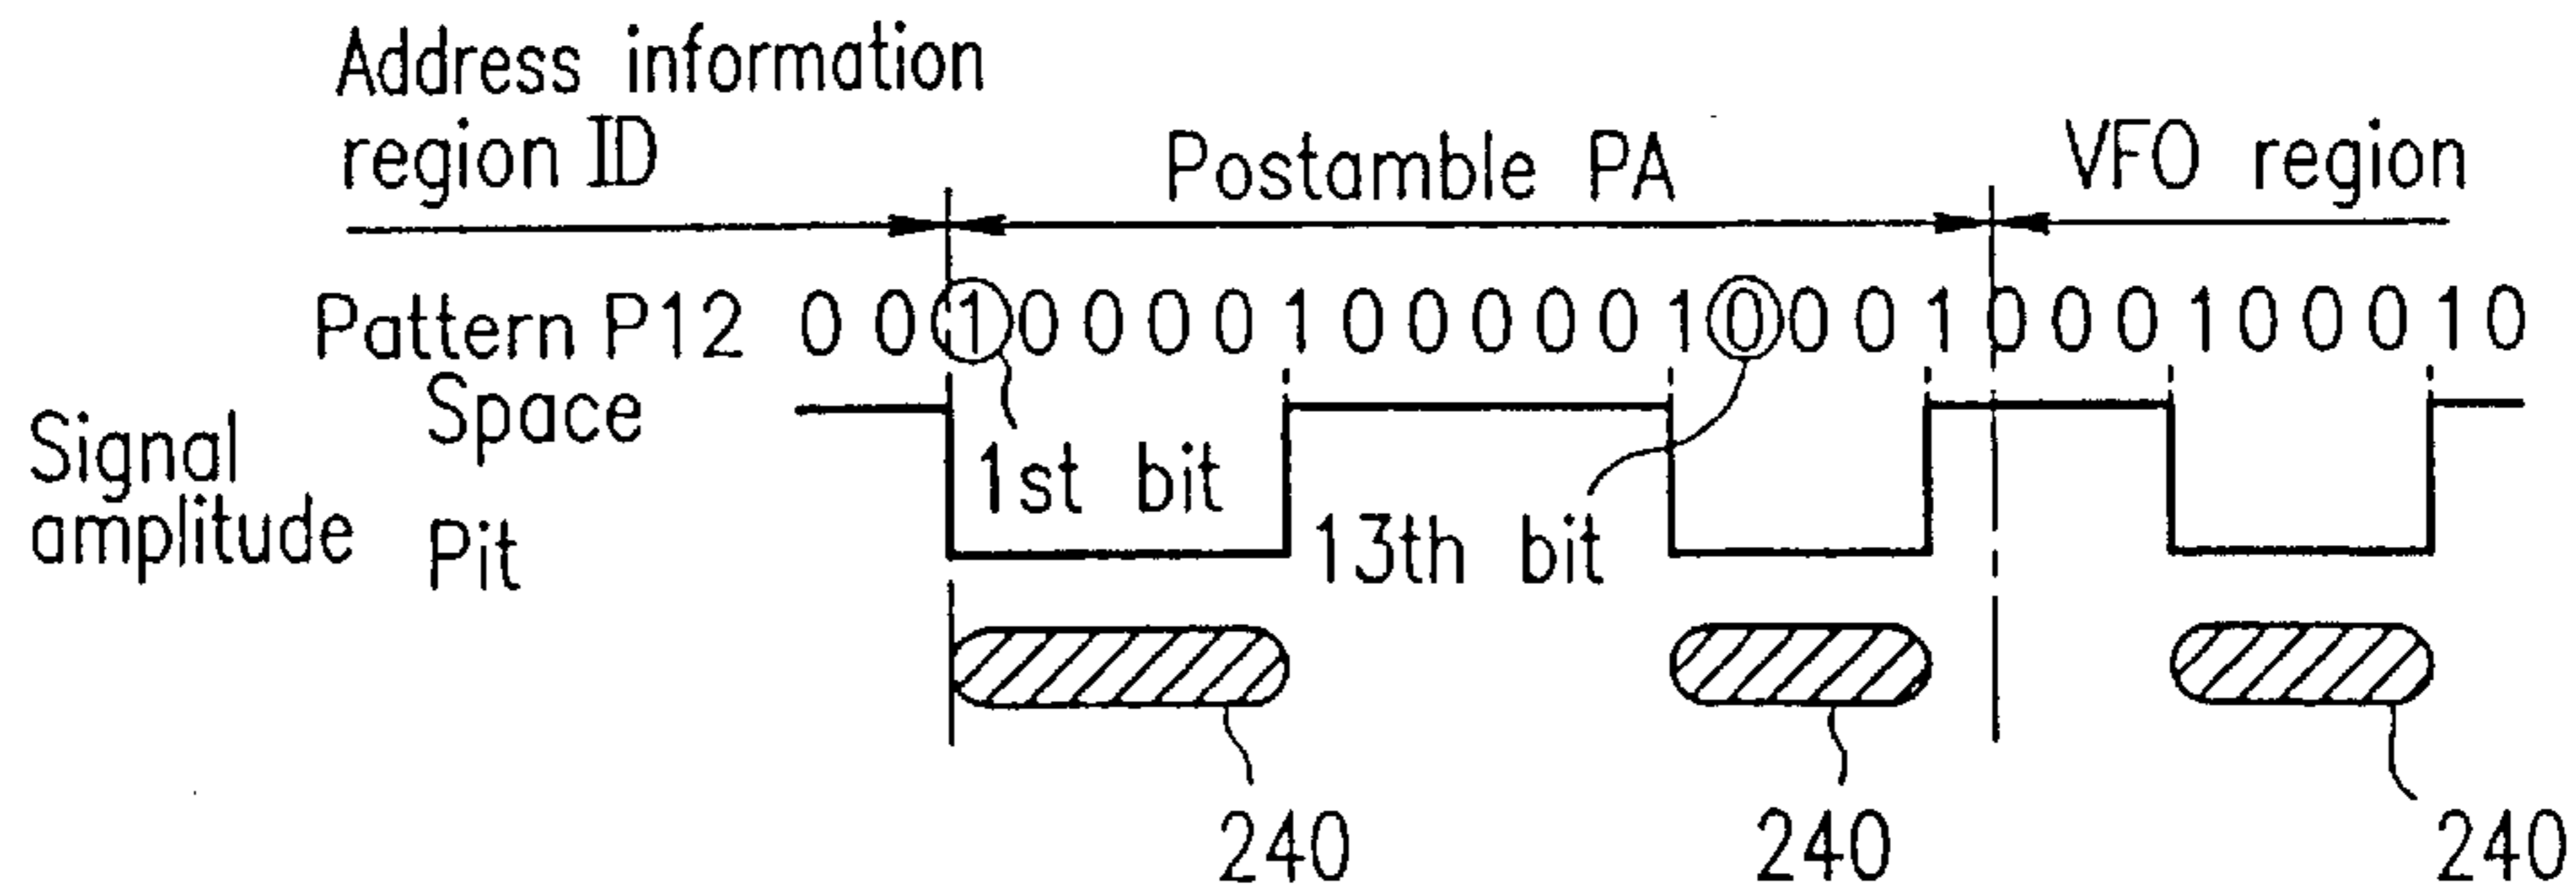 Address information
region ID
Postamble PA
VFO region
Pattern P12 0 0 1 0 0 0 0 1 0 0 0 0 0 1 0 0 0 1 0 0 0 1 0 0 0 1 0
Space
Signal
amplitude
Pit
1st bit
13th bit
240
240
240